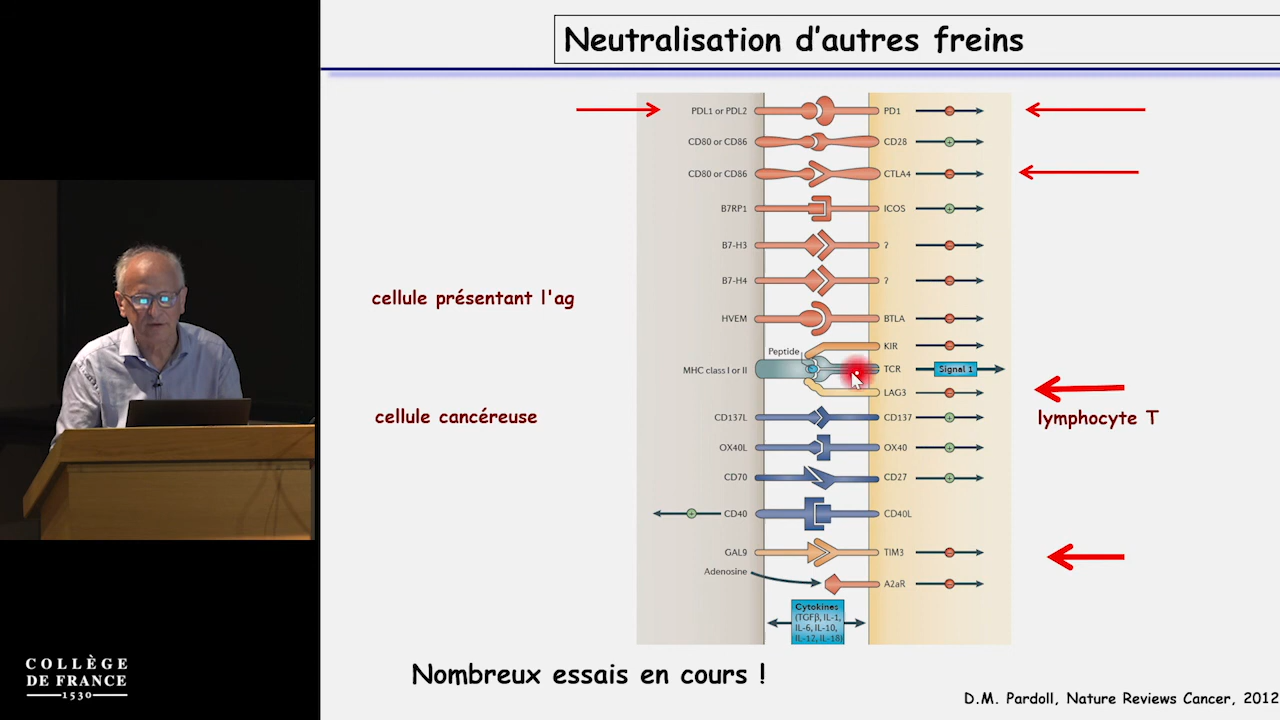 Neutralisation d'autres freins
PDL1 or PDL2 PD1
CD80 or CD86 CD28
CD80 or CD86 CTLA4
B7RP1 ICOS
B7-H3 ?
B7-H4 ?
HVEM BTLA
KIR
Peptide
MHC class I or II TCR Signal 1
LAG3
CD137L CD137
OX40L OX40
CD70 CD27
CD40 CD40L
GAL9 TIM3
Adenosine A2aR
Cytokines
(TGFβ, IL-1,
IL-6, IL-10,
IL-12, IL-18)
cellule présentant l'ag
cellule cancéreuse
lymphocyte T
Nombreux essais en cours !
D.M. Pardoll, Nature Reviews Cancer, 2012
COLLÈGE
DE FRANCE
1530